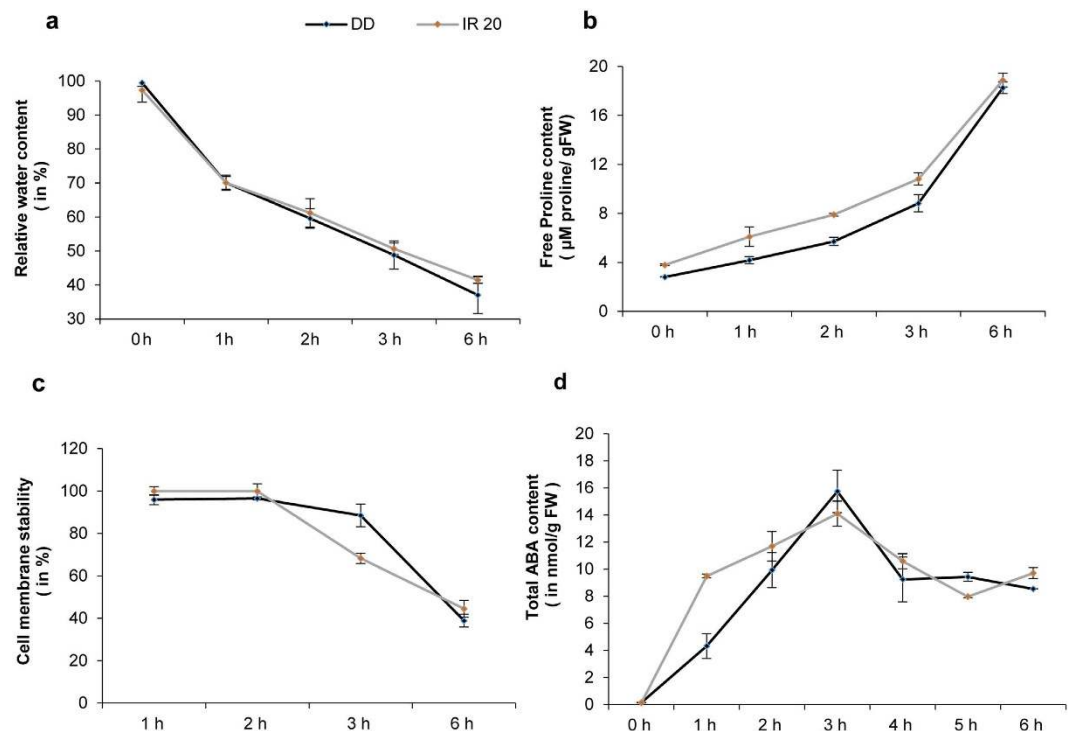 a
DD
IR 20
Relative water content
( in %)
100
90
80
70
60
50
40
30
0 h
1h
2h
3 h
6 h
b
Free Proline content
( µM proline/ gFW)
20
16
12
8
4
0
0 h
1 h
2 h
3 h
6 h
c
Cell membrane stability
( in %)
120
100
80
60
40
20
0
1 h
2 h
3 h
6 h
d
Total ABA content
( in nmol/g FW)
20
18
16
14
12
10
8
6
4
2
0
0 h
1 h
2 h
3 h
4 h
5 h
6 h